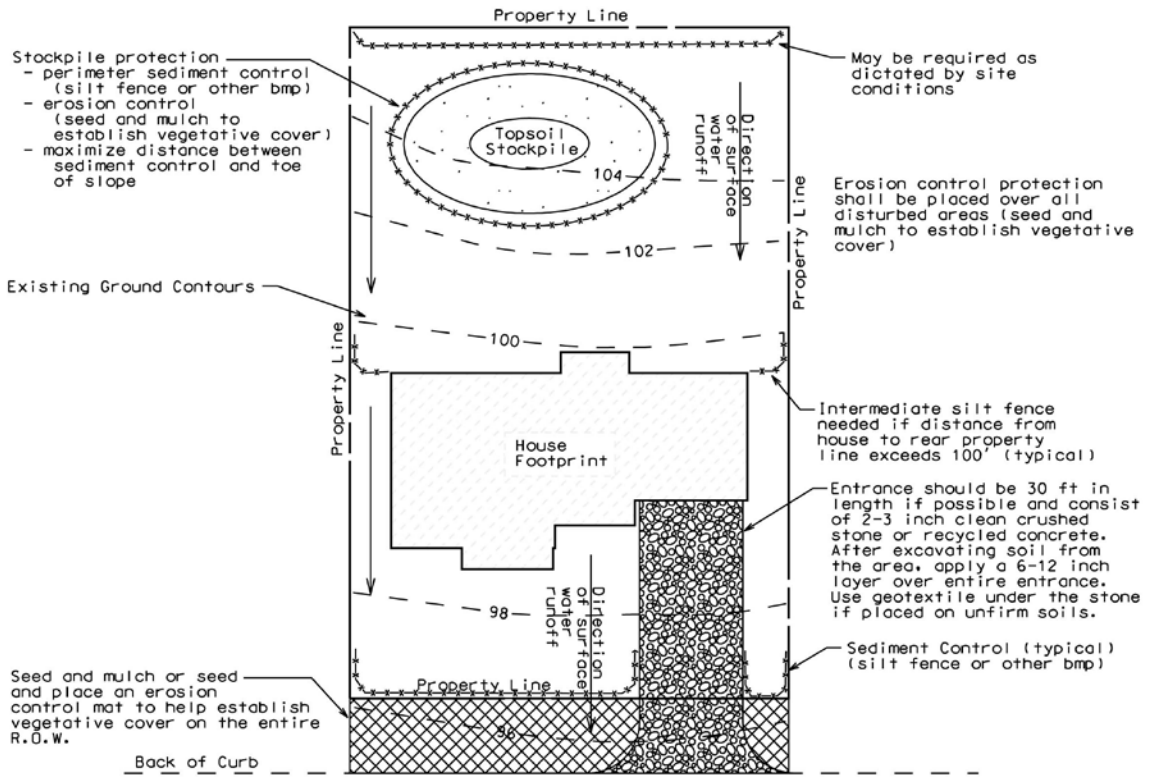 Property Line
Stockpile protection
- perimeter sediment control
(silt fence or other bmp)
- erosion control
(seed and mulch to
establish vegetative cover)
- maximize distance between
sediment control and toe
of slope
May be required as
dictated by site
conditions
Topsoil
Stockpile
104
Direction
of surface
water
runoff
Erosion control protection
shall be placed over all
disturbed areas (seed and
mulch to establish vegetative
cover)
102
Property Line
Existing Ground Contours
100
Property Line
Intermediate silt fence
needed if distance from
house to rear property
line exceeds 100' (typical)
House
Footprint
Entrance should be 30 ft in
length if possible and consist
of 2-3 inch clean crushed
stone or recycled concrete.
After excavating soil from
the area. apply a 6-12 inch
layer over entire entrance.
Use geotextile under the stone
if placed on unfirm soils.
98
Direction
of surface
water
runoff
Sediment Control (typical)
(silt fence or other bmp)
Seed and mulch or seed
and place an erosion
control mat to help establish
vegetative cover on the entire
R.O.W.
Property Line
96
Back of Curb